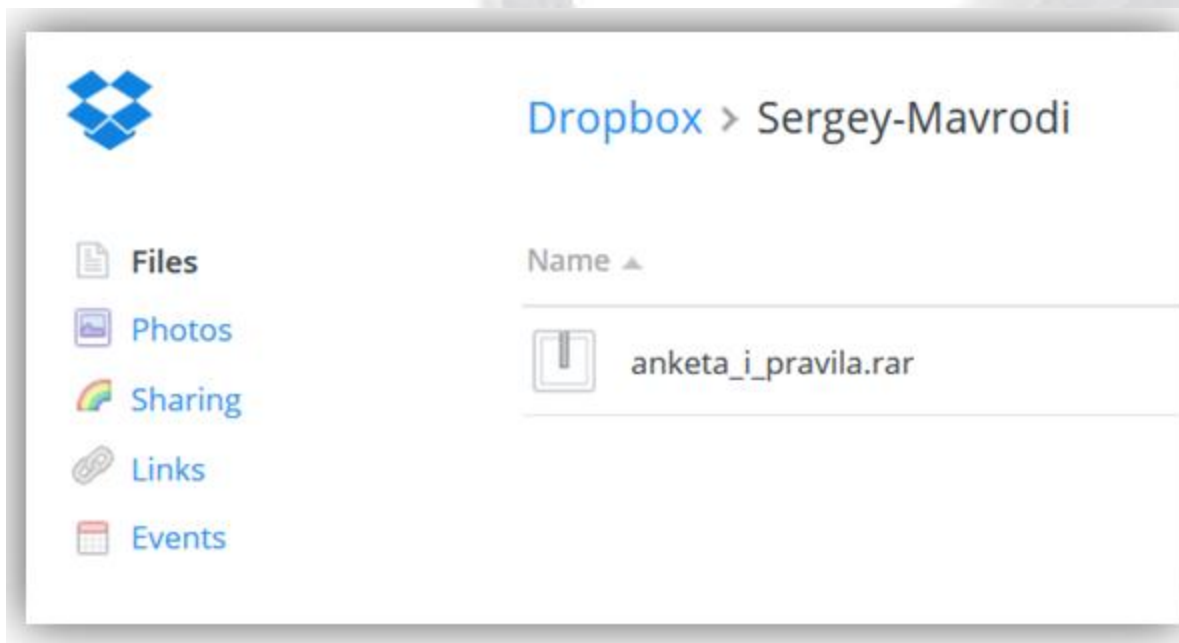 Dropbox > Sergey-Mavrodi
Files
Photos
Sharing
Links
Events
Name
anketa_i_pravila.rar